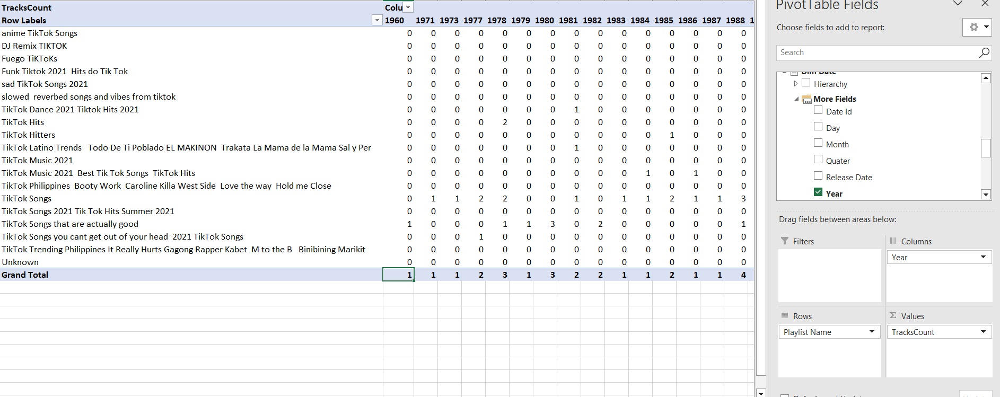 TracksCount Colu
Row Labels 1960 1971 1973 1977 1978 1979 1980 1981 1982 1983 1984 1985 1986 1987 1988 1
anime TikTok Songs 0 0 0 0 0 0 0 0 0 0 0 0 0 0 0
DJ Remix TIKTOK 0 0 0 0 0 0 0 0 0 0 0 0 0 0 0
Fuego TiKToKs 0 0 0 0 0 0 0 0 0 0 0 0 0 0 0
Funk Tiktok 2021  Hits do Tik Tok 0 0 0 0 0 0 0 0 0 0 0 0 0 0 0
sad TikTok Songs 2021 0 0 0 0 0 0 0 0 0 0 0 0 0 0 0
slowed  reverbed songs and vibes from tiktok 0 0 0 0 0 0 0 0 0 0 0 0 0 0 0
TikTok Dance 2021 Tiktok Hits 2021 0 0 0 0 0 0 0 1 0 0 0 0 0 0 0
TikTok Hits 0 0 0 0 2 0 0 0 0 0 0 0 0 0 0
TikTok Hitters 0 0 0 0 0 0 0 0 0 0 0 1 0 0 0
TikTok Latino Trends   Todo De Ti Poblado EL MAKINON  Trakata La Mama de la Mama Sal y Per 0 0 0 0 0 0 0 1 0 0 0 0 0 0 0
TikTok Music 2021 0 0 0 0 0 0 0 0 0 0 0 0 0 0 0
TikTok Music 2021  Best Tik Tok Songs  TikTok Hits 0 0 0 0 0 0 0 0 0 0 1 0 1 0 0
TikTok Philippines  Booty Work  Caroline Killa West Side  Love the way  Hold me Close 0 0 0 0 0 0 0 0 0 0 0 0 0 0 0
TikTok Songs 0 1 1 2 2 0 0 1 0 1 1 2 1 1 3
TikTok Songs 2021 Tik Tok Hits Summer 2021 0 0 0 0 0 0 0 0 0 0 0 0 0 0 0
TikTok Songs that are actually good 1 0 0 0 1 1 3 0 2 0 0 0 0 0 1
TikTok Songs you cant get out of your head  2021 TikTok Songs 0 0 0 1 0 0 0 0 0 0 0 0 0 0 0
TikTok Trending Philippines It Really Hurts Gagong Rapper Kabet  M to the B   Binibining Marikit 0 0 0 0 0 0 0 0 0 0 0 0 0 0 0
Unknown 0 0 0 0 0 0 0 0 0 0 0 0 0 0 0
Grand Total 1 1 1 2 3 1 3 2 2 1 1 2 1 1 4
PivotTable Fields
Choose fields to add to report:
Search
Dim Date
Hierarchy
More Fields
Date Id
Day
Month
Quater
Release Date
Year
Drag fields between areas below:
Filters
Columns
Year
Rows
Values
Playlist Name
TracksCount